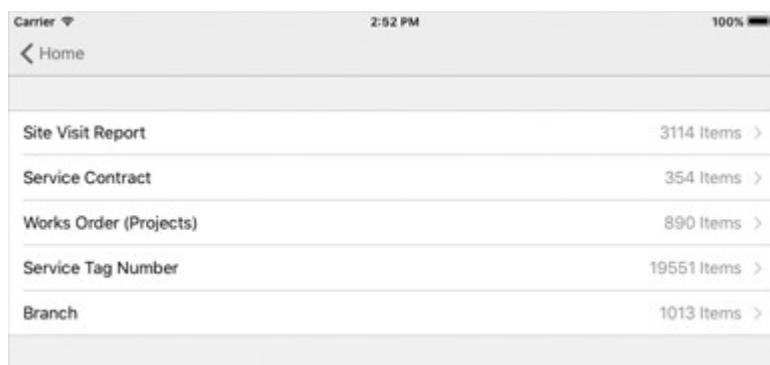 Carrier 2:52 PM 100%
Home
Site Visit Report 3114 Items
Service Contract 354 Items
Works Order (Projects) 890 Items
Service Tag Number 19551 Items
Branch 1013 Items